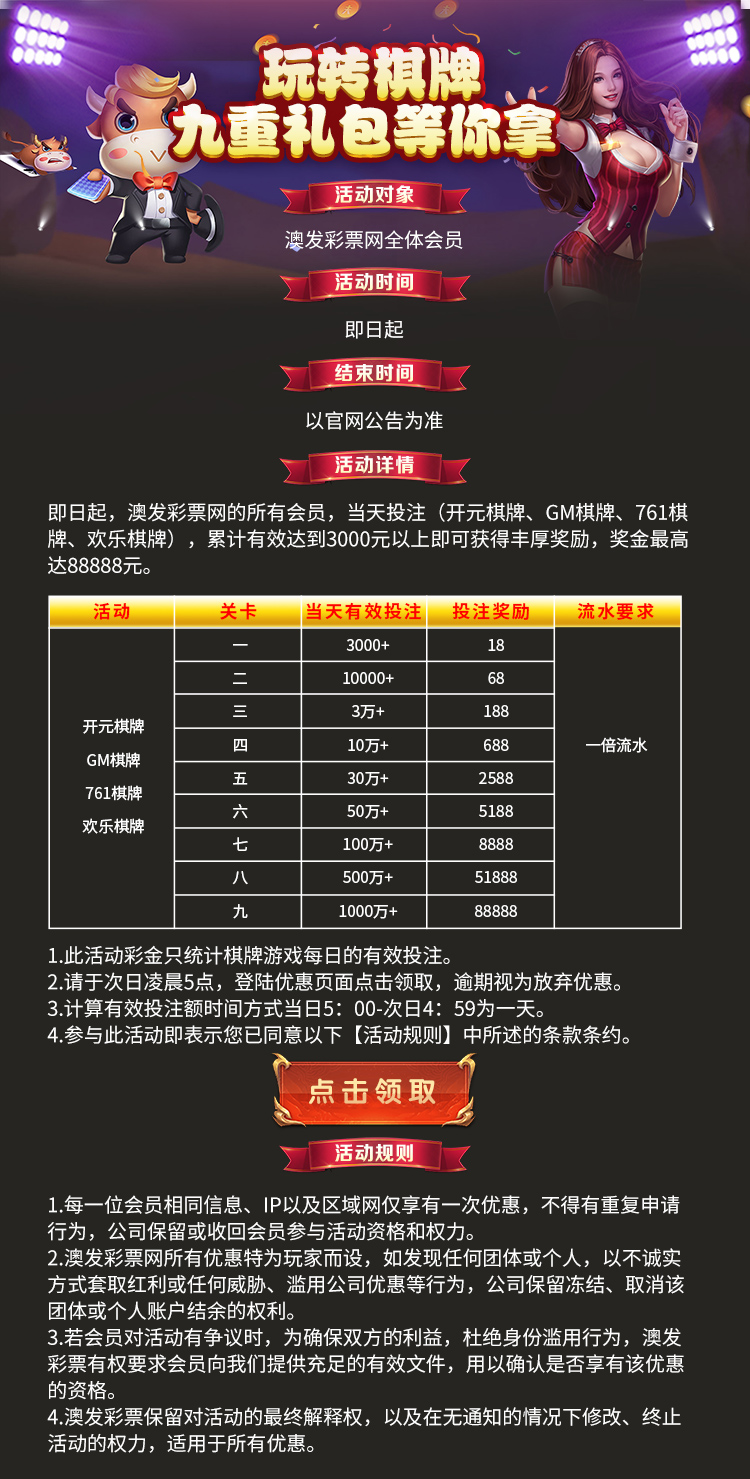 玩转棋牌
九重礼包等你拿
活动对象
澳发彩票网全体会员
活动时间
即日起
结束时间
以官网公告为准
活动详情
即日起，澳发彩票网的所有会员，当天投注（开元棋牌、GM棋牌、761棋
牌、欢乐棋牌），累计有效达到3000元以上即可获得丰厚奖励，奖金最高
达88888元。
活动 关卡 当天有效投注 投注奖励 流水要求
一 3000+ 18
二 10000+ 68
三 3万+ 188
开元棋牌
四 10万+ 688 一倍流水
GM棋牌
五 30万+ 2588
761棋牌
六 50万+ 5188
欢乐棋牌
七 100万+ 8888
八 500万+ 51888
九 1000万+ 88888
1.此活动彩金只统计棋牌游戏每日的有效投注。
2.请于次日凌晨5点，登陆优惠页面点击领取，逾期视为放弃优惠。
3.计算有效投注额时间方式当日5：00-次日4：59为一天。
4.参与此活动即表示您已同意以下【活动规则】中所述的条款条约。
点击领取
活动规则
1.每一位会员相同信息、IP以及区域网仅享有一次优惠，不得有重复申请
行为，公司保留或收回会员参与活动资格和权力。
2.澳发彩票网所有优惠特为玩家而设，如发现任何团体或个人，以不诚实
方式套取红利或任何威胁、滥用公司优惠等行为，公司保留冻结、取消该
团体或个人账户结余的权利。
3.若会员对活动有争议时，为确保双方的利益，杜绝身份滥用行为，澳发
彩票有权要求会员向我们提供充足的有效文件，用以确认是否享有该优惠
的资格。
4.澳发彩票保留对活动的最终解释权，以及在无通知的情况下修改、终止
活动的权力，适用于所有优惠。